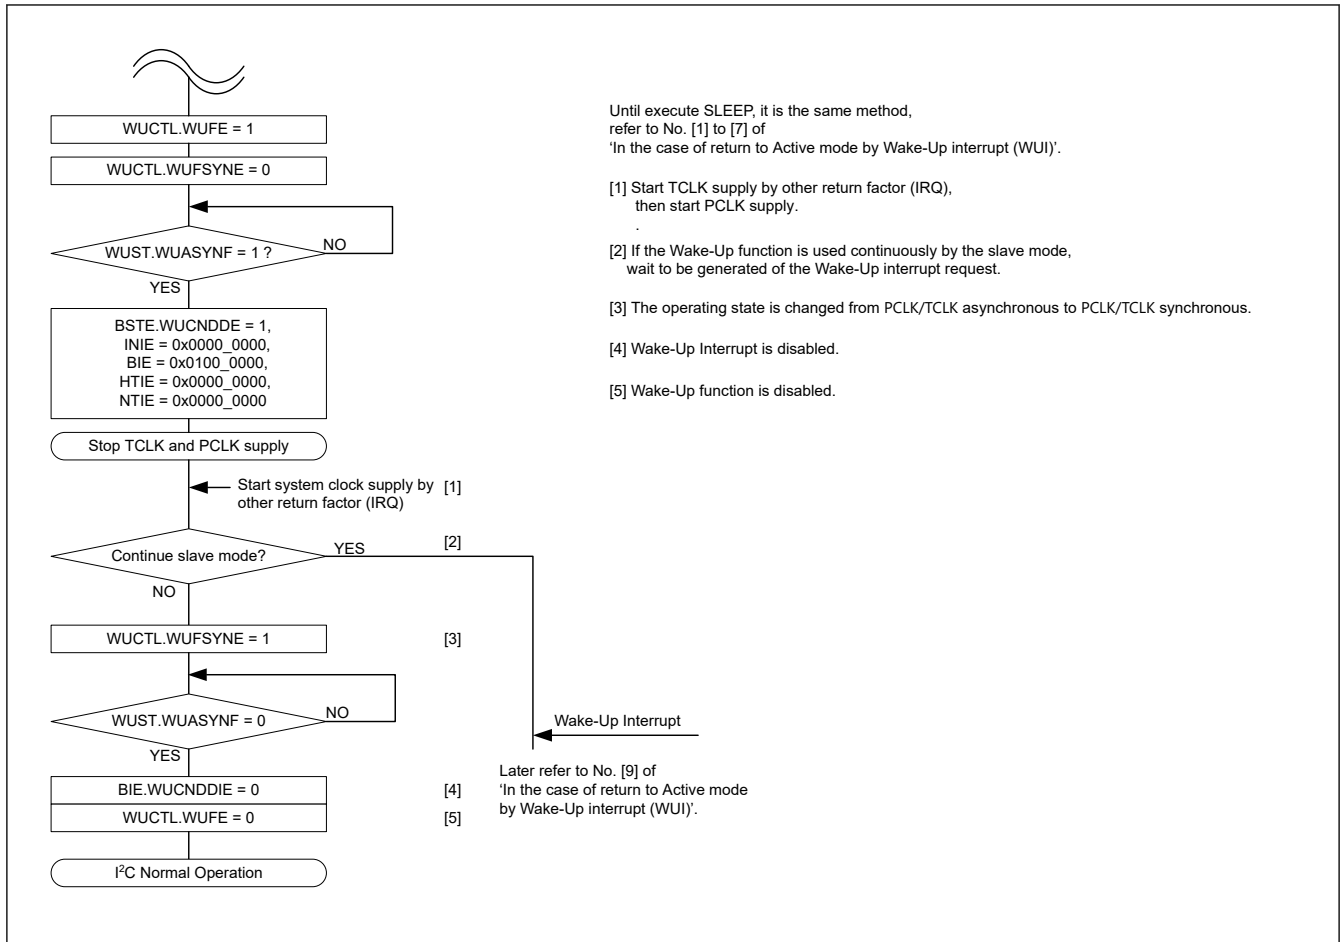 WUCTL.WUFE = 1
WUCTL.WUFSYNE = 0
WUST.WUASYNF = 1 ?
NO
YES
BSTE.WUCNDDE = 1,
INIE = 0x0000_0000,
BIE = 0x0100_0000,
HTIE = 0x0000_0000,
NTIE = 0x0000_0000
Stop TCLK and PCLK supply
Start system clock supply by [1]
other return factor (IRQ)
Continue slave mode?
YES
[2]
NO
WUCTL.WUFSYNE = 1
[3]
WUST.WUASYNF = 0
NO
YES
BIE.WUCNDDIE = 0
[4]
WUCTL.WUFE = 0
[5]
I²C Normal Operation
Wake-Up Interrupt
Later refer to No. [9] of
‘In the case of return to Active mode
by Wake-Up interrupt (WUI)’.
Until execute SLEEP, it is the same method,
refer to No. [1] to [7] of
‘In the case of return to Active mode by Wake-Up interrupt (WUI)’.
[1] Start TCLK supply by other return factor (IRQ),
then start PCLK supply.
.
[2] If the Wake-Up function is used continuously by the slave mode,
wait to be generated of the Wake-Up interrupt request.
[3] The operating state is changed from PCLK/TCLK asynchronous to PCLK/TCLK synchronous.
[4] Wake-Up Interrupt is disabled.
[5] Wake-Up function is disabled.